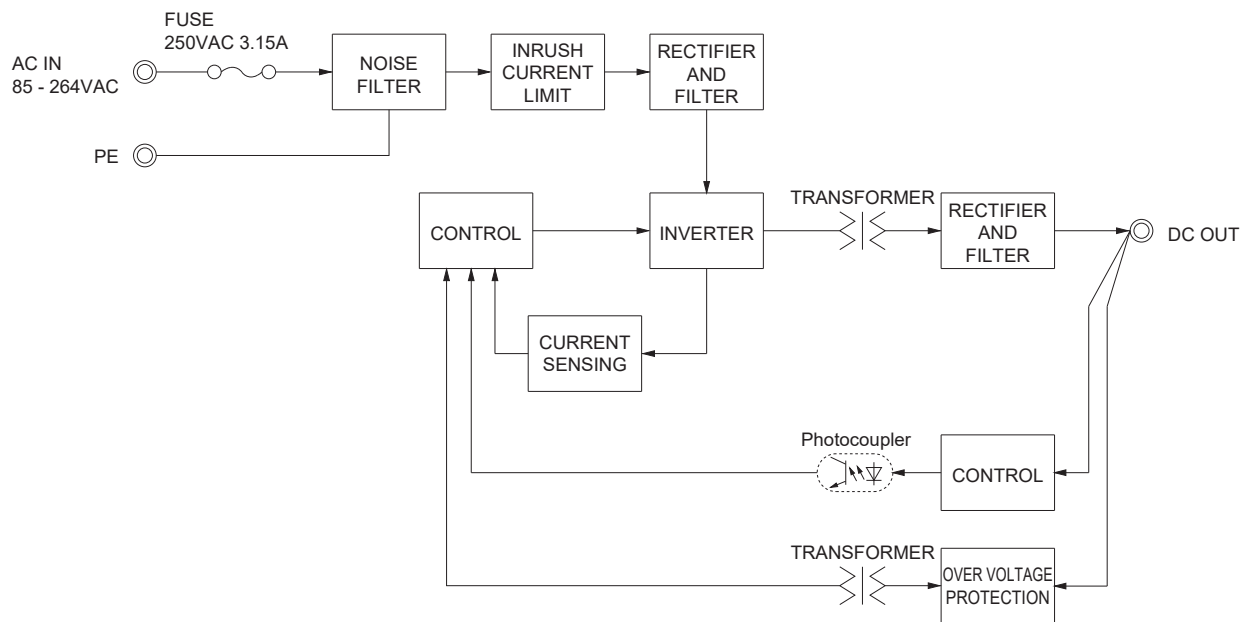 FUSE
250VAC 3.15A
AC IN
85 - 264VAC
NOISE
FILTER
INRUSH
CURRENT
LIMIT
RECTIFIER
AND
FILTER
PE
CONTROL
INVERTER
TRANSFORMER
RECTIFIER
AND
FILTER
DC OUT
CURRENT
SENSING
Photocoupler
CONTROL
TRANSFORMER
OVER VOLTAGE
PROTECTION